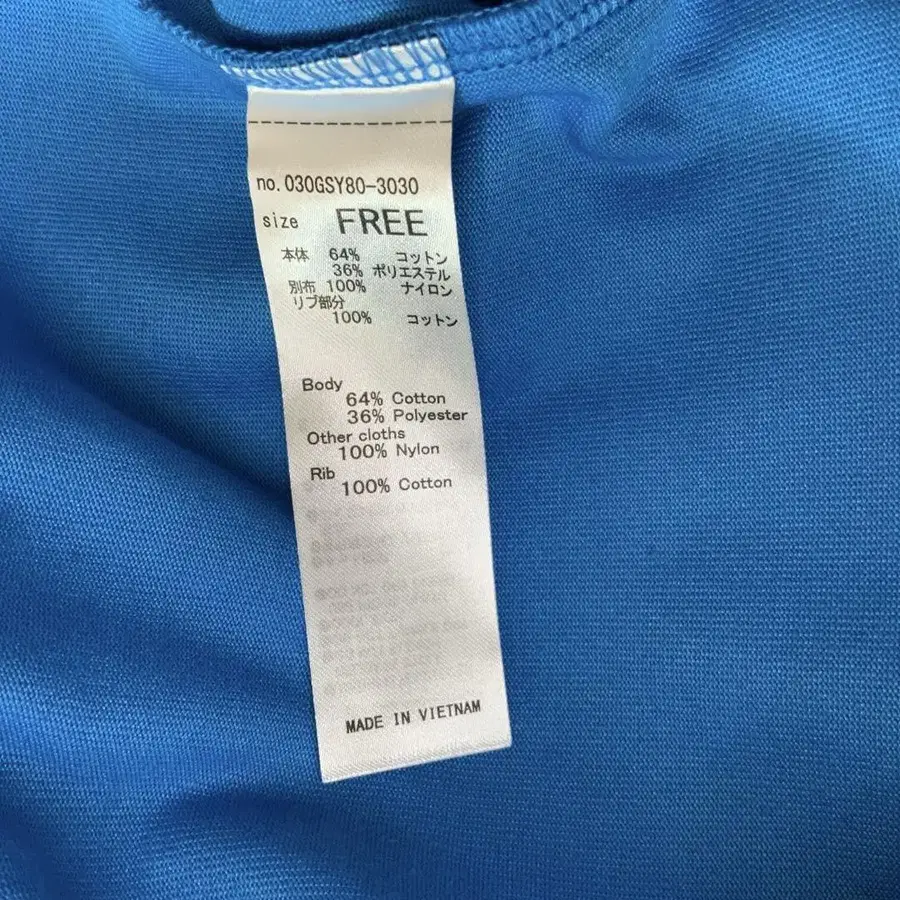 no.030GSY80-3030
size FREE
本体 64% コットン
36% ポリエステル
別布 100% ナイロン
リブ部分
100% コットン
Body
64% Cotton
36% Polyester
Other cloths
100% Nylon
Rib
100% Cotton
MADE IN VIETNAM